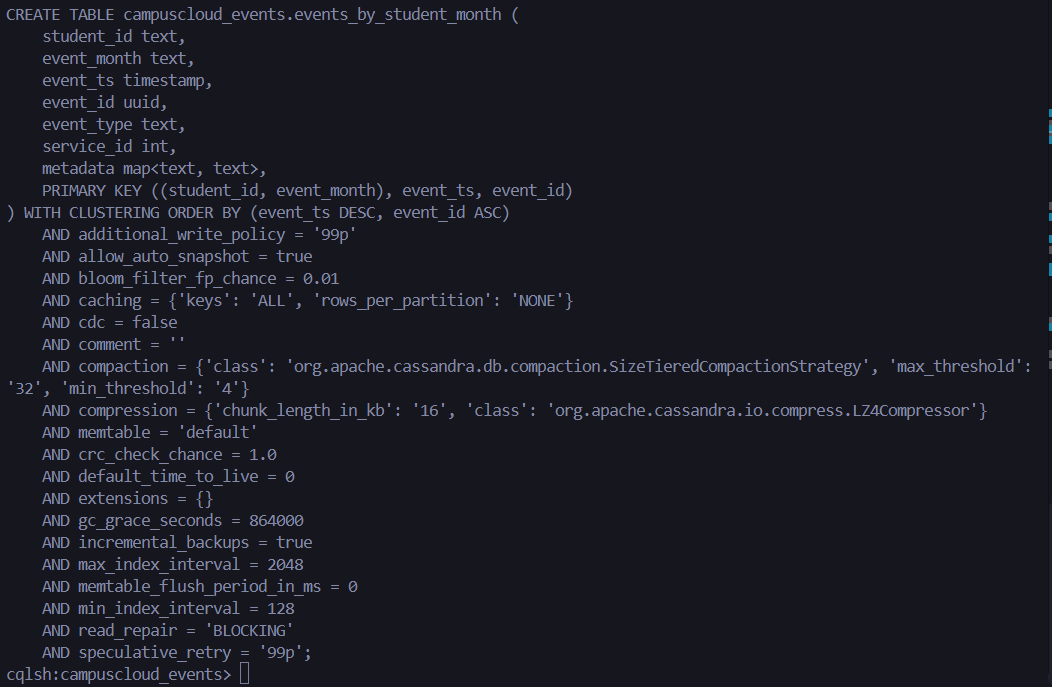 CREATE TABLE campuscloud_events.events_by_student_month (
    student_id text,
    event_month text,
    event_ts timestamp,
    event_id uuid,
    event_type text,
    service_id int,
    metadata map<text, text>,
    PRIMARY KEY ((student_id, event_month), event_ts, event_id)
) WITH CLUSTERING ORDER BY (event_ts DESC, event_id ASC)
    AND additional_write_policy = '99p'
    AND allow_auto_snapshot = true
    AND bloom_filter_fp_chance = 0.01
    AND caching = {'keys': 'ALL', 'rows_per_partition': 'NONE'}
    AND cdc = false
    AND comment = ''
    AND compaction = {'class': 'org.apache.cassandra.db.compaction.SizeTieredCompactionStrategy', 'max_threshold':
'32', 'min_threshold': '4'}
    AND compression = {'chunk_length_in_kb': '16', 'class': 'org.apache.cassandra.io.compress.LZ4Compressor'}
    AND memtable = 'default'
    AND crc_check_chance = 1.0
    AND default_time_to_live = 0
    AND extensions = {}
    AND gc_grace_seconds = 864000
    AND incremental_backups = true
    AND max_index_interval = 2048
    AND memtable_flush_period_in_ms = 0
    AND min_index_interval = 128
    AND read_repair = 'BLOCKING'
    AND speculative_retry = '99p';
cqlsh:campuscloud_events>